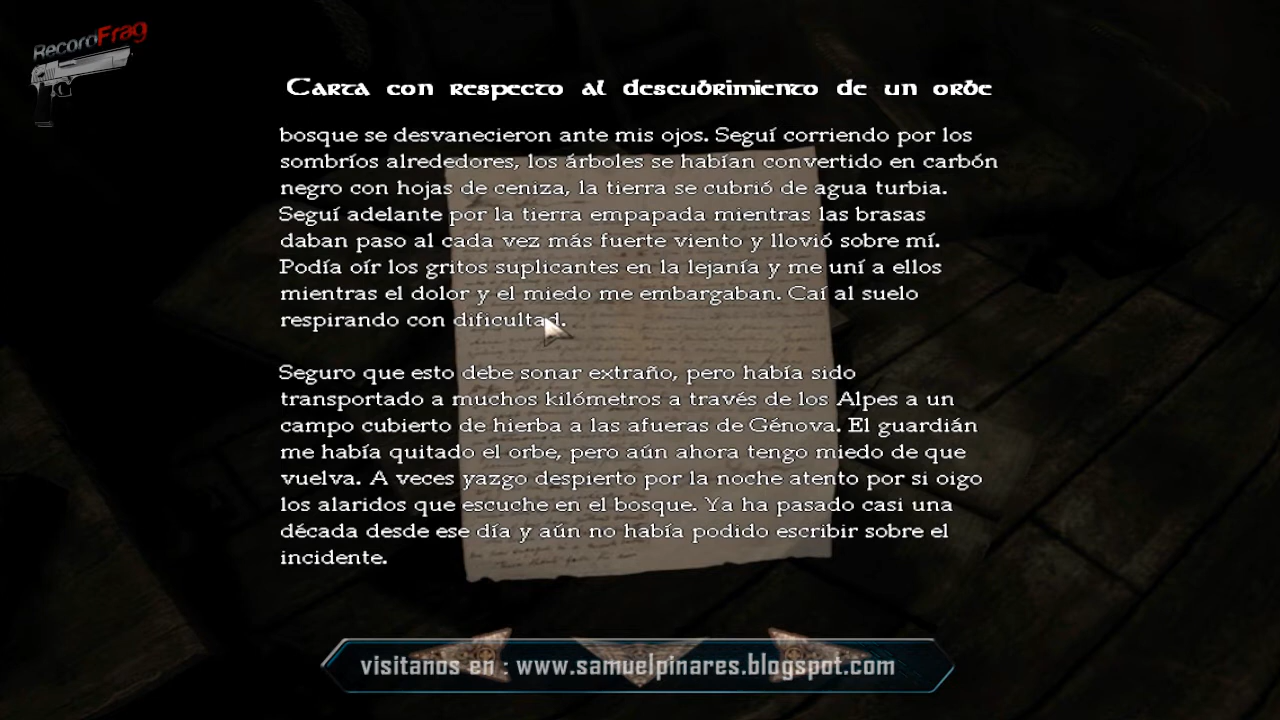 RecordFrag
Carta con respecto al descubrimiento de un orbe
bosque se desvanecieron ante mis ojos. Seguí corriendo por los
sombríos alrededores, los árboles se habían convertido en carbón
negro con hojas de ceniza, la tierra se cubrió de agua turbia.
Seguí adelante por la tierra empapada mientras las brasas
daban paso al cada vez más fuerte viento y llovió sobre mí.
Podía oír los gritos suplicantes en la lejanía y me uní a ellos
mientras el dolor y el miedo me embargaban. Caí al suelo
respirando con dificultad.
Seguro que esto debe sonar extraño, pero había sido
transportado a muchos kilómetros a través de los Alpes a un
campo cubierto de hierba a las afueras de Génova. El guardián
me había quitado el orbe, pero aún ahora tengo miedo de que
vuelva. A veces yazgo despierto por la noche atento por si oigo
los alaridos que escuche en el bosque. Ya ha pasado casi una
década desde ese día y aún no había podido escribir sobre el
incidente.
visitanos en : www.samuelpinares.blogspot.com